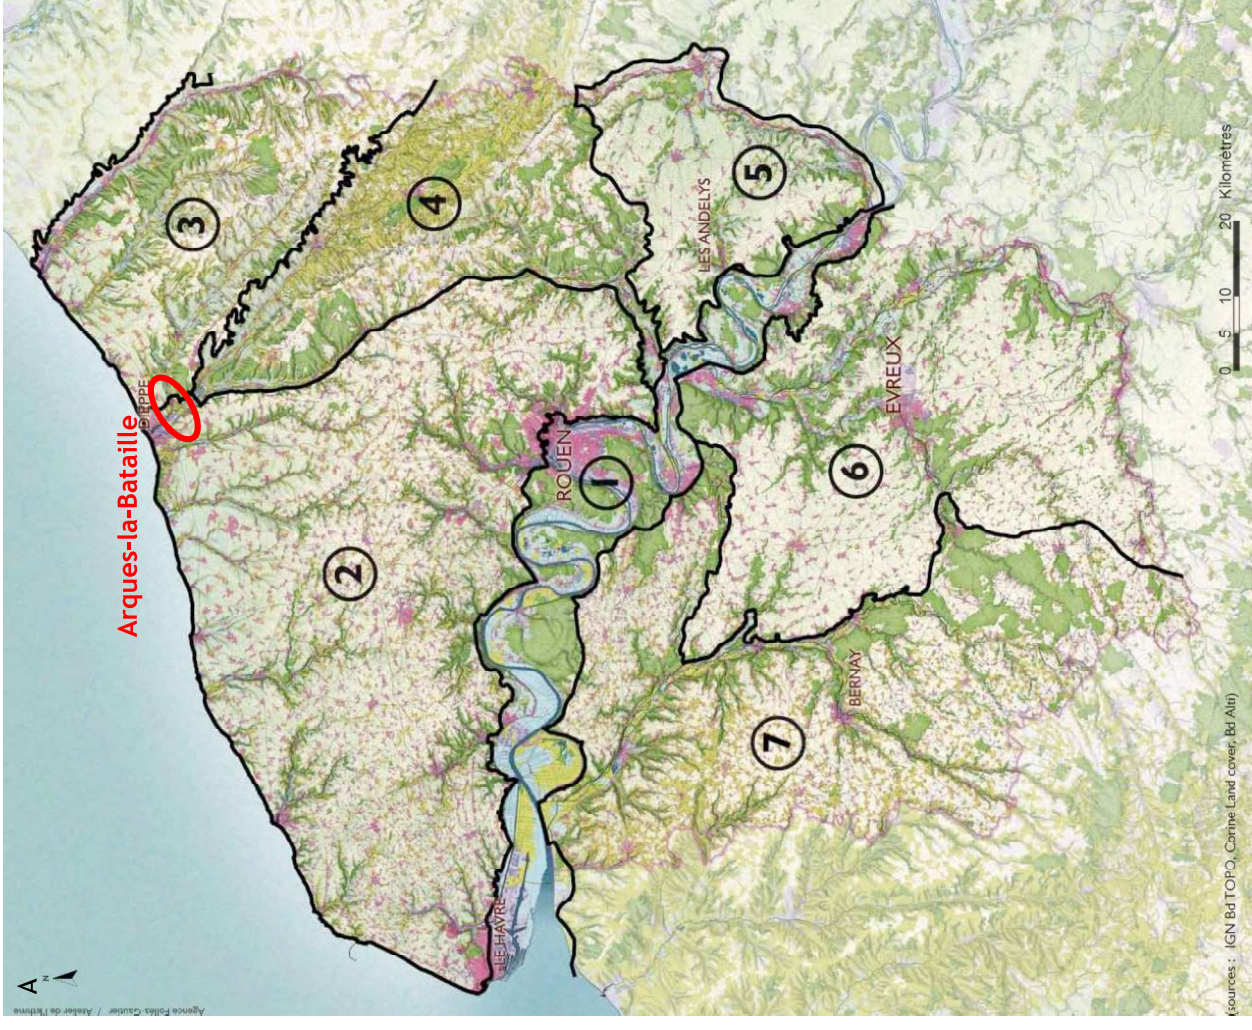 A
N
Arques-la-Bataille
DIEPPE
3
4
5
LES ANDELYS
2
ROUEN
1
6
EVREUX
7
BERNAY
LE HAVRE
0 5 10 20 Kilomètres
sources : IGN Bd TOPO, Corine Land cover, Bd Alti)
Agence Folléa-Gautier / Atelier de l'Isthme